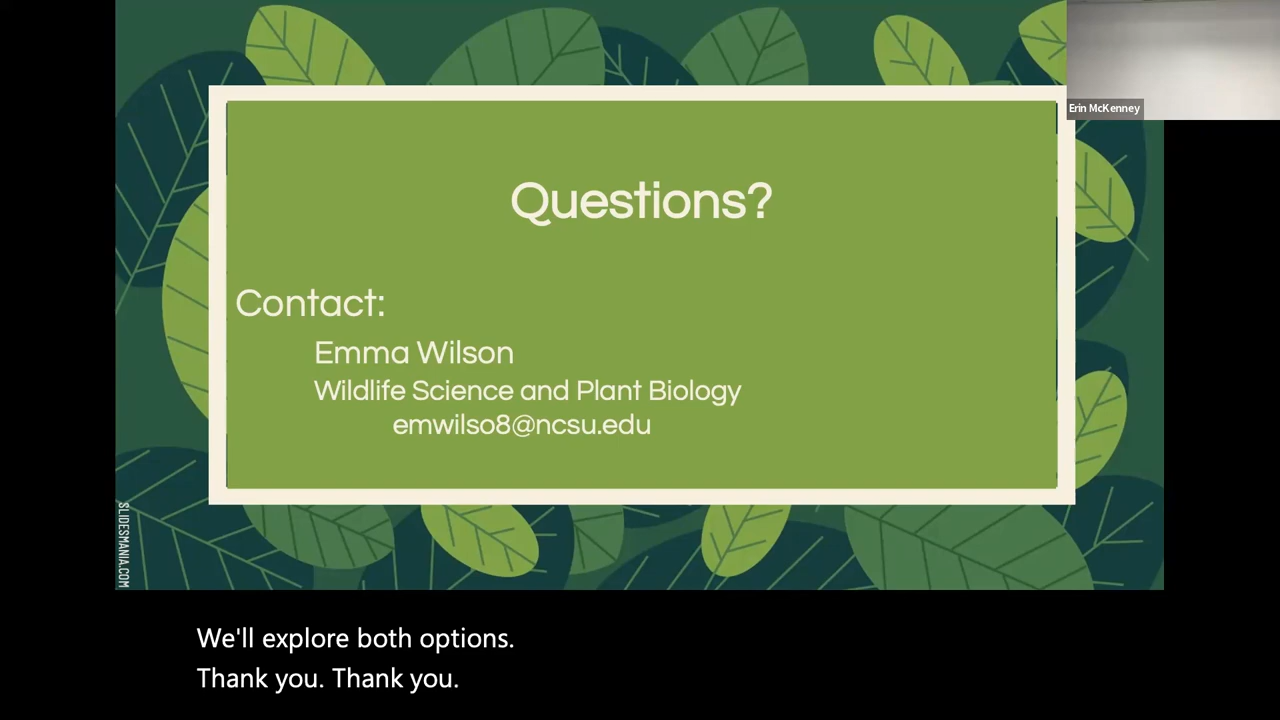 Erin McKenney
Questions?
Contact:
Emma Wilson
Wildlife Science and Plant Biology
emwilso8@ncsu.edu
SLIDESMANIA.COM
We'll explore both options.
Thank you. Thank you.